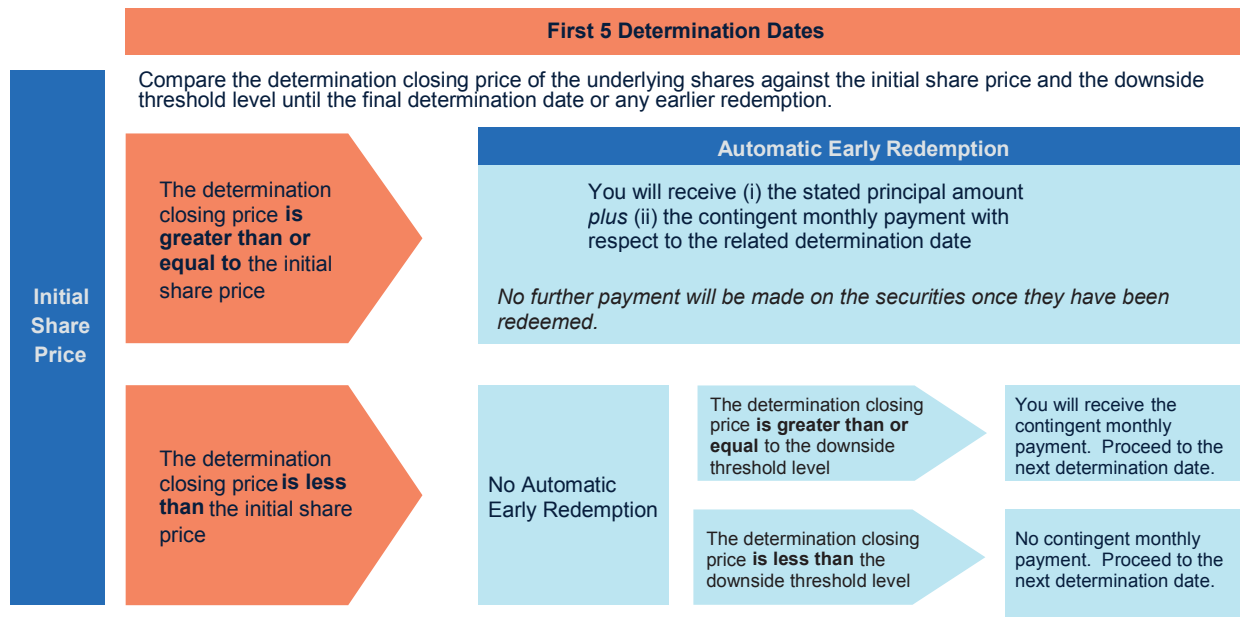 First 5 Determination Dates
Compare the determination closing price of the underlying shares against the initial share price and the downside
threshold level until the final determination date or any earlier redemption.
Initial
Share
Price
The determination
closing price is
greater than or
equal to the initial
share price
Automatic Early Redemption
You will receive (i) the stated principal amount
plus (ii) the contingent monthly payment with
respect to the related determination date
No further payment will be made on the securities once they have been
redeemed.
The determination
closing price is less
than the initial share
price
No Automatic
Early Redemption
The determination closing
price is greater than or
equal to the downside
threshold level
You will receive the
contingent monthly
payment. Proceed to the
next determination date.
The determination closing
price is less than the
downside threshold level
No contingent monthly
payment. Proceed to the
next determination date.